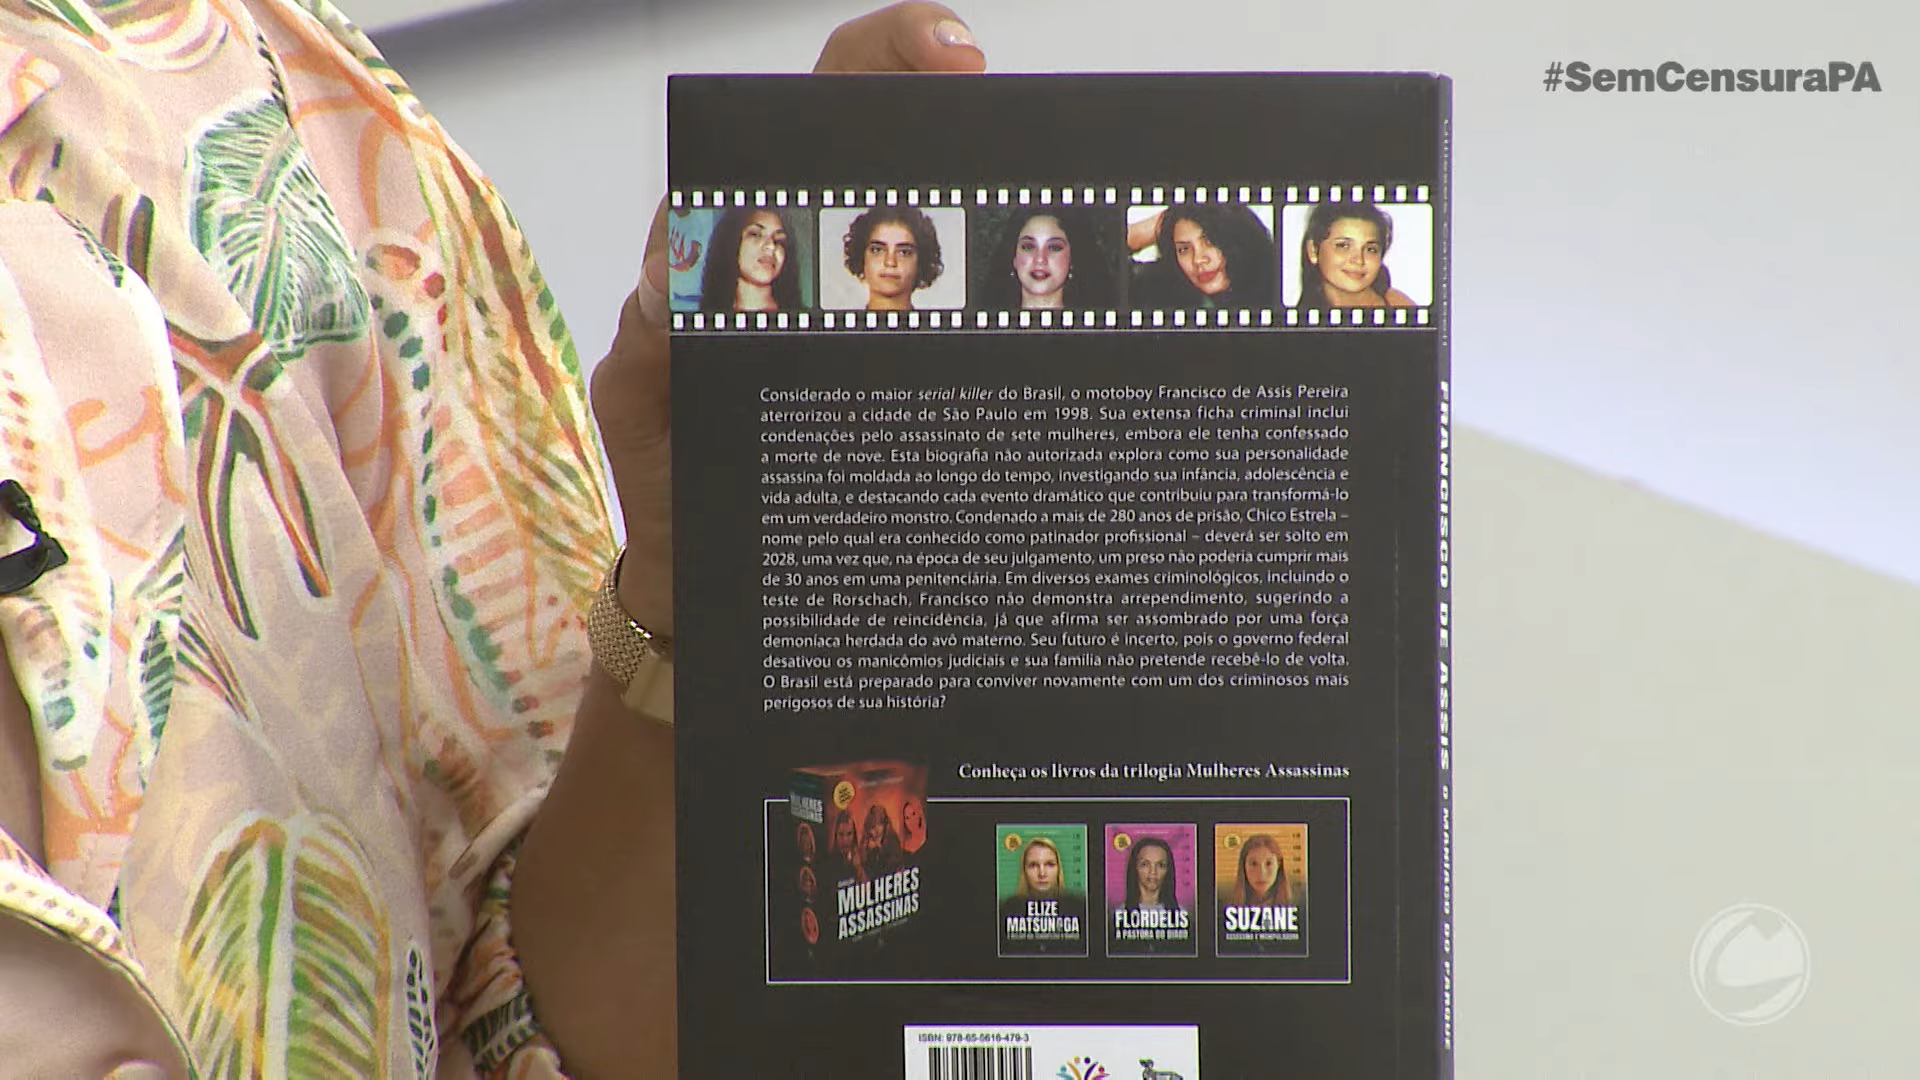 #SemCensuraPA
Considerado o maior serial killer do Brasil, o motoboy Francisco de Assis Pereira
aterrorizou a cidade de São Paulo em 1998. Sua extensa ficha criminal inclui
condenações pelo assassinato de sete mulheres, embora ele tenha confessado
a morte de nove. Esta biografia não autorizada explora como sua personalidade
assassina foi moldada ao longo do tempo, investigando sua infância, adolescência e
vida adulta, e destacando cada evento dramático que contribuiu para transformá-lo
em um verdadeiro monstro. Condenado a mais de 280 anos de prisão, Chico Estrela –
nome pelo qual era conhecido como patinador profissional – deverá ser solto em
2028, uma vez que, na época de seu julgamento, um preso não poderia cumprir mais
de 30 anos em uma penitenciária. Em diversos exames criminológicos, incluindo o
teste de Rorschach, Francisco não demonstra arrependimento, sugerindo a
possibilidade de reincidência, já que afirma ser assombrado por uma força
demoníaca herdada do avô materno. Seu futuro é incerto, pois o governo federal
desativou os manicômios judiciais e sua família não pretende recebê-lo de volta.
O Brasil está preparado para conviver novamente com um dos criminosos mais
perigosos de sua história?
Conheça os livros da trilogia Mulheres Assassinas
MULHERES
ASSASSINAS
MULHERES
ASSASSINAS
ELIZE
MATSUNAGA
FLORDELIS
A PASTORA DO DIABO
SUZANE
ASSASSINA E MANIPULADORA
ISBN: 978-65-5616-479-3
FRANCISCO DE ASSIS O MANÍACO DO PARQUE